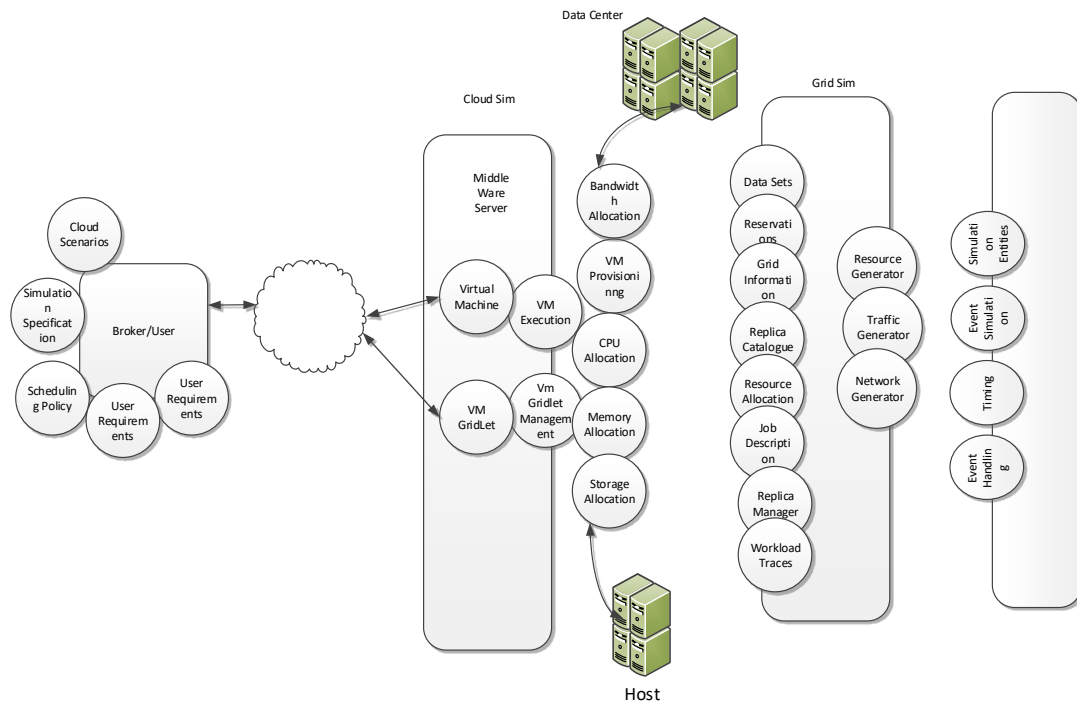 Data Center
Cloud Sim
Grid Sim
Cloud
Scenarios
Simulatio
n
Specificat
ion
Broker/User
Schedulin
g Policy
User
Requirem
ents
User
Requirem
ents
Middle
Ware
Server
Virtual
Machine
VM
Execution
VM
GridLet
Vm
Gridlet
Managem
ent
Bandwidt
h
Allocation
VM
Provisioni
nng
CPU
Allocation
Memory
Allocation
Storage
Allocation
Host
Data Sets
Reservati
ons
Grid
Informati
on
Replica
Catalogue
Resource
Allocation
Job
Descripti
on
Replica
Manager
Workload
Traces
Resource
Generator
Traffic
Generator
Network
Generator
Simulati
on
Entities
Event
Simulati
on
Timing
Event
Handlin
g